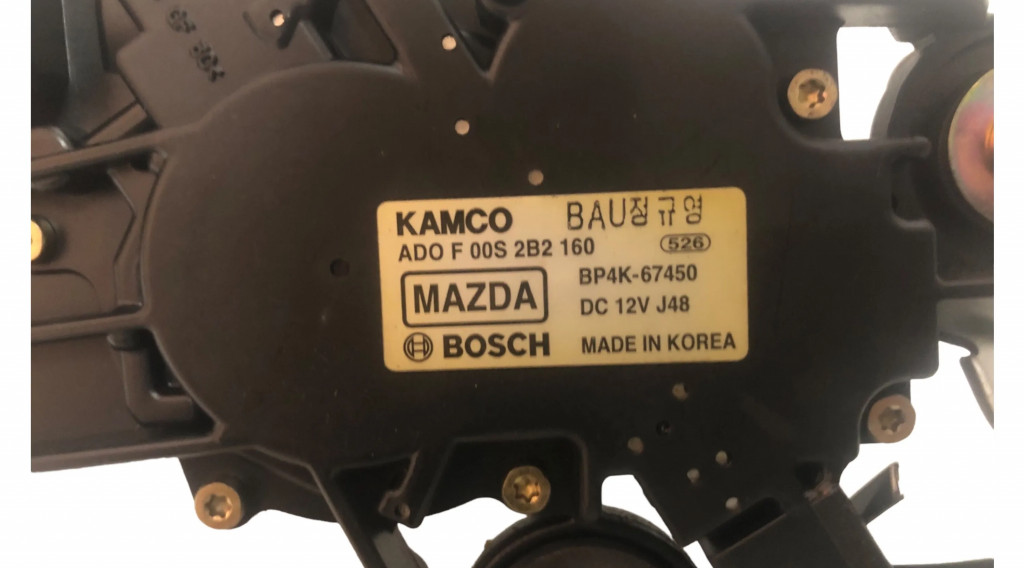 KAMCO BAU정규영
ADO F 00S 2B2 160 526
MAZDA BP4K-67450
DC 12V J48
BOSCH MADE IN KOREA